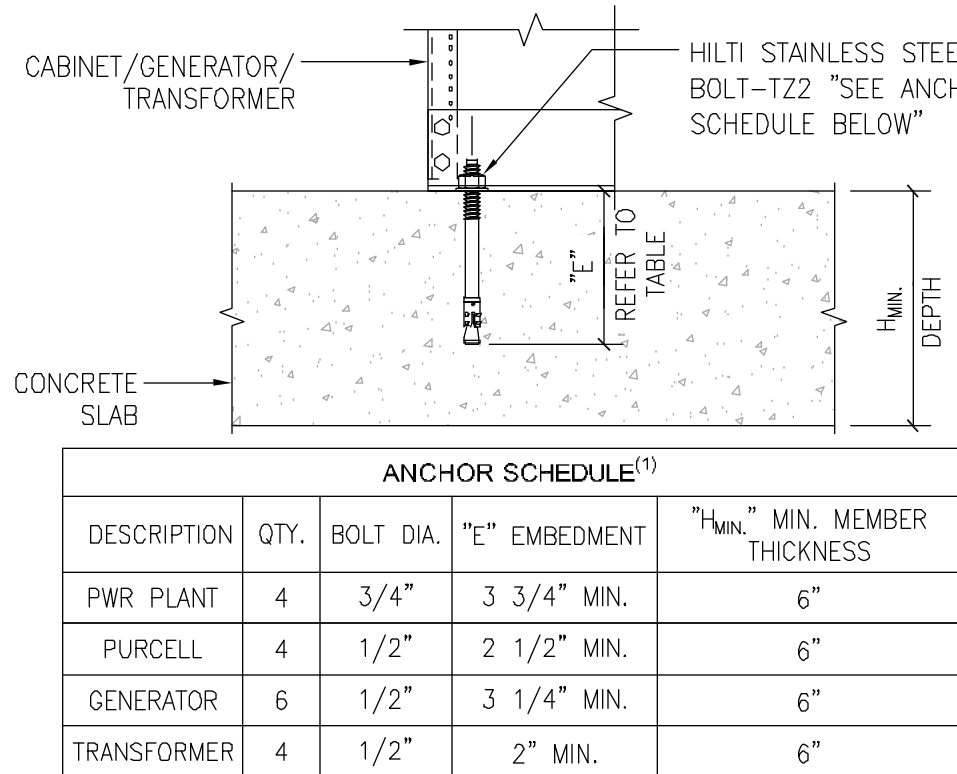 CABINET/GENERATOR/
TRANSFORMER
HILTI STAINLESS
BOLT-TZ2 "SEE
SCHEDULE BELOW"
"E"
REFER TO
TABLE
HMIN.
DEPTH
CONCRETE
SLAB
ANCHOR SCHEDULE(1)
DESCRIPTION QTY. BOLT DIA. "E" EMBEDMENT "HMIN." MIN. MEMBER
THICKNESS
PWR PLANT 4 3/4" 3 3/4" MIN. 6"
PURCELL 4 1/2" 2 1/2" MIN. 6"
GENERATOR 6 1/2" 3 1/4" MIN. 6"
TRANSFORMER 4 1/2" 2" MIN. 6"